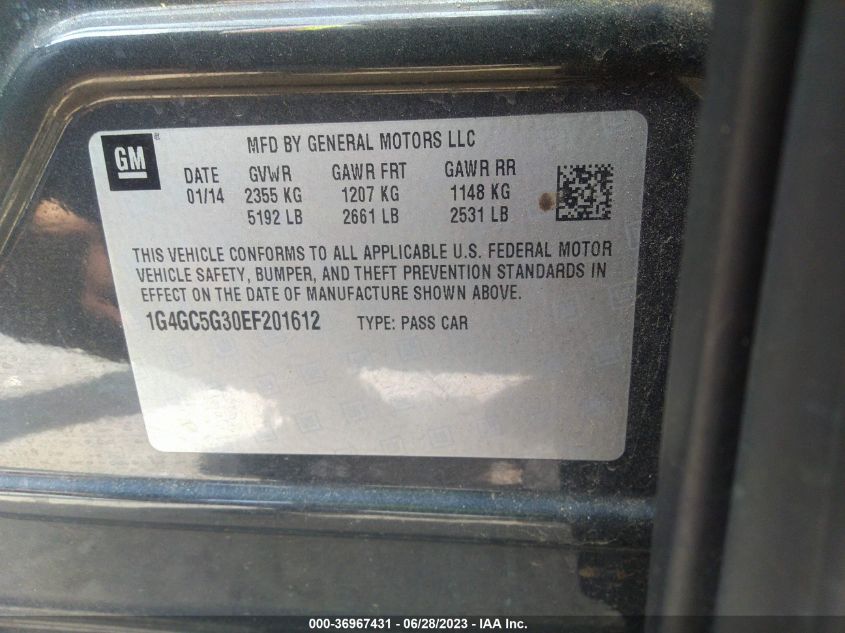 GM
MFD BY GENERAL MOTORS LLC
DATE GVWR GAWR FRT GAWR RR
01/14 2355 KG 1207 KG 1148 KG
5192 LB 2661 LB 2531 LB
THIS VEHICLE CONFORMS TO ALL APPLICABLE U.S. FEDERAL MOTOR
VEHICLE SAFETY, BUMPER, AND THEFT PREVENTION STANDARDS IN
EFFECT ON THE DATE OF MANUFACTURE SHOWN ABOVE.
1G4GC5G30EF201612 TYPE: PASS CAR
000-36967431 - 06/28/2023 - IAA Inc.